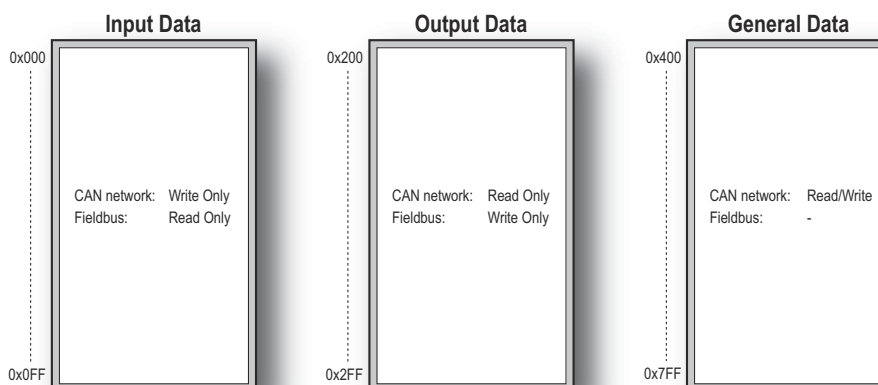 Input Data
0x000
CAN network: Write Only
Fieldbus: Read Only
0x0FF
Output Data
0x200
CAN network: Read Only
Fieldbus: Write Only
0x2FF
General Data
0x400
CAN network: Read/Write
Fieldbus: -
0x7FF